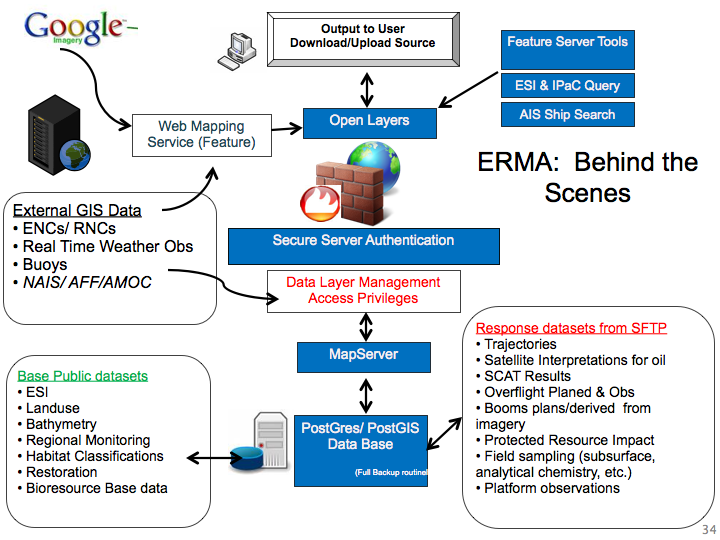 Google™
Imagery
Output to User
Download/Upload Source
Feature Server Tools
ESI & IPaC Query
AIS Ship Search
Web Mapping
Service (Feature)
Open Layers
ERMA:  Behind the
Scenes
External GIS Data
• ENCs/ RNCs
• Real Time Weather Obs
• Buoys
• NAIS/ AFF/AMOC
Secure Server Authentication
Data Layer Management
Access Privileges
MapServer
PostGres/ PostGIS
Data Base
(Full Backup routine)
Base Public datasets
• ESI
• Landuse
• Bathymetry
• Regional Monitoring
• Habitat Classifications
• Restoration
• Bioresource Base data
Response datasets from SFTP
• Trajectories
• Satellite Interpretations for oil
• SCAT Results
• Overflight Planed & Obs
• Booms plans/derived  from
imagery
• Protected Resource Impact
• Field sampling (subsurface,
analytical chemistry, etc.)
• Platform observations
34